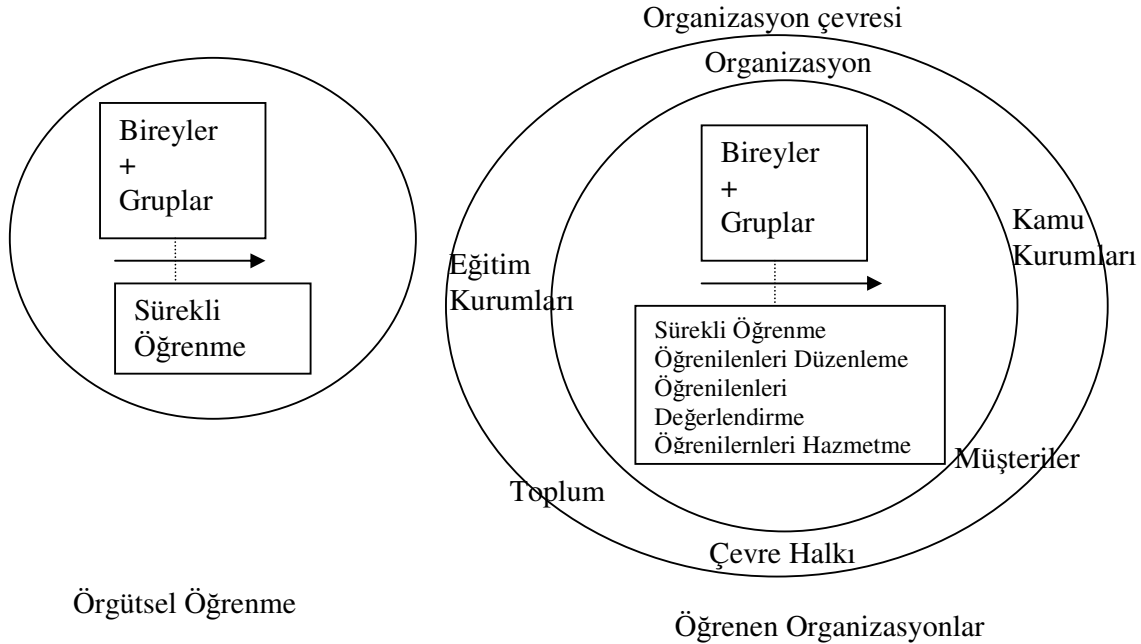 Organizasyon çevresi
Organizasyon
Bireyler
+
Gruplar
Sürekli
Öğrenme
Bireyler
+
Gruplar
Eğitim
Kurumları
Kamu
Kurumları
Sürekli Öğrenme
Öğrenilenleri Düzenleme
Öğrenilenleri
Değerlendirme
Öğrenilernleri Hazmetme
Toplum
Müşteriler
Çevre Halkı
Örgütsel Öğrenme
Öğrenen Organizasyonlar